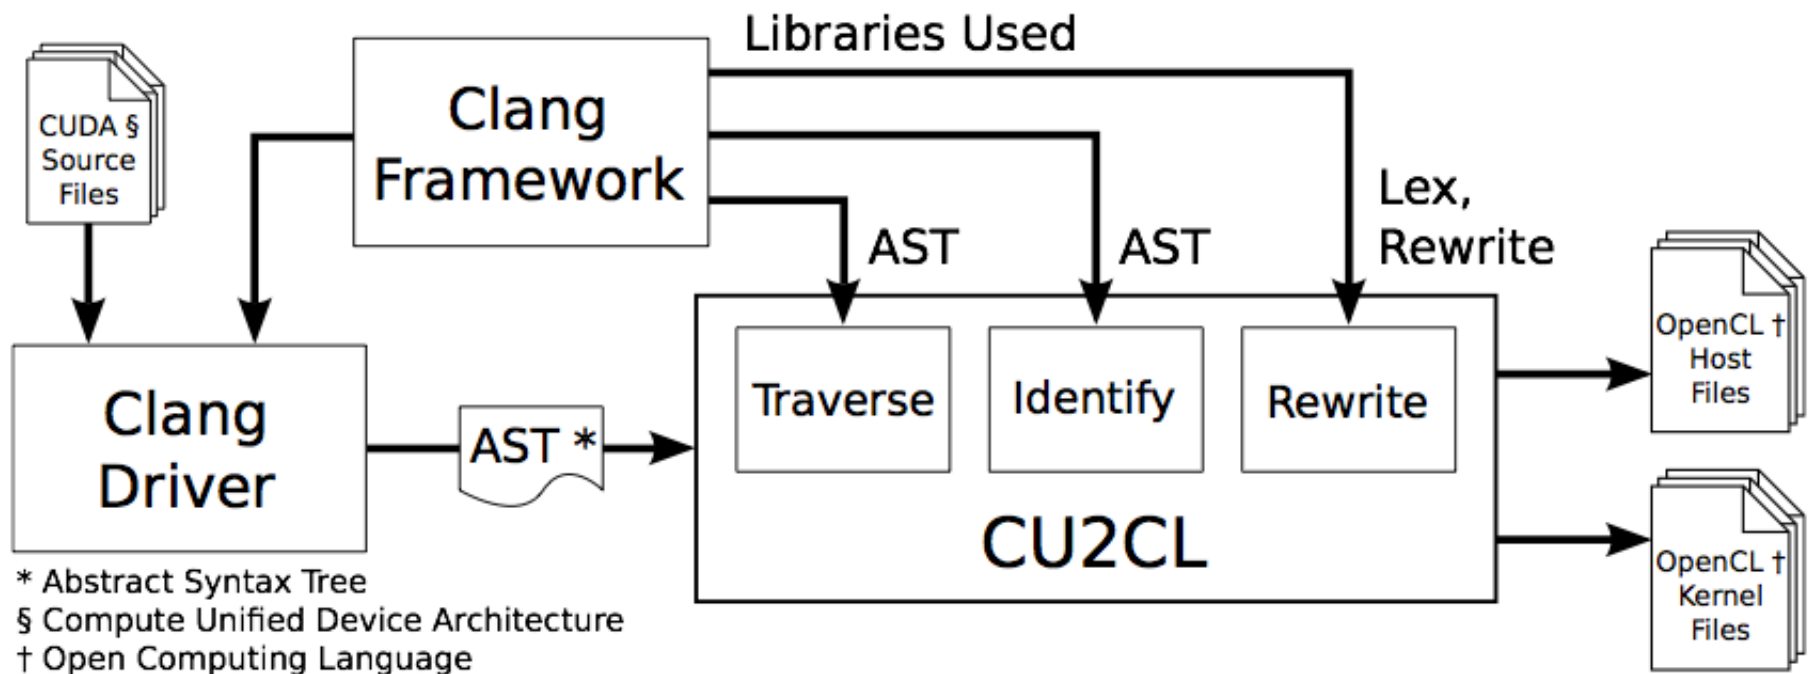 Libraries Used
CUDA §
Source
Files
Clang
Framework
Lex,
Rewrite
AST
AST
Clang
Driver
AST *
Traverse
Identify
Rewrite
CU2CL
OpenCL †
Host
Files
OpenCL †
Kernel
Files
* Abstract Syntax Tree
§ Compute Unified Device Architecture
† Open Computing Language